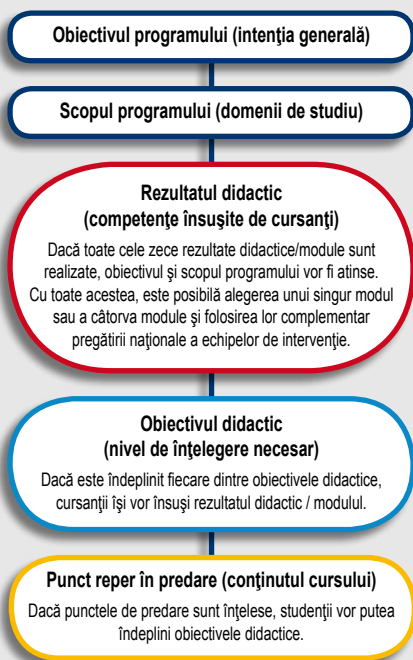 Obiectivul programului (intenţia generală)
Scopul programului (domenii de studiu)
Rezultatul didactic
(competenţe însuşite de cursanţi)
Dacă toate cele zece rezultate didactice/module sunt
realizate, obiectivul şi scopul programului vor fi atinse.
Cu toate acestea, este posibilă alegerea unui singur modul
sau a câtorva module şi folosirea lor complementar
pregătirii naţionale a echipelor de intervenţie.
Obiectivul didactic
(nivel de înţelegere necesar)
Dacă este îndeplinit fiecare dintre obiectivele didactice,
cursanţii îşi vor însuşi rezultatul didactic / modulul.
Punct reper în predare (conţinutul cursului)
Dacă punctele de predare sunt înţelese, studenţii vor putea
îndeplini obiectivele didactice.